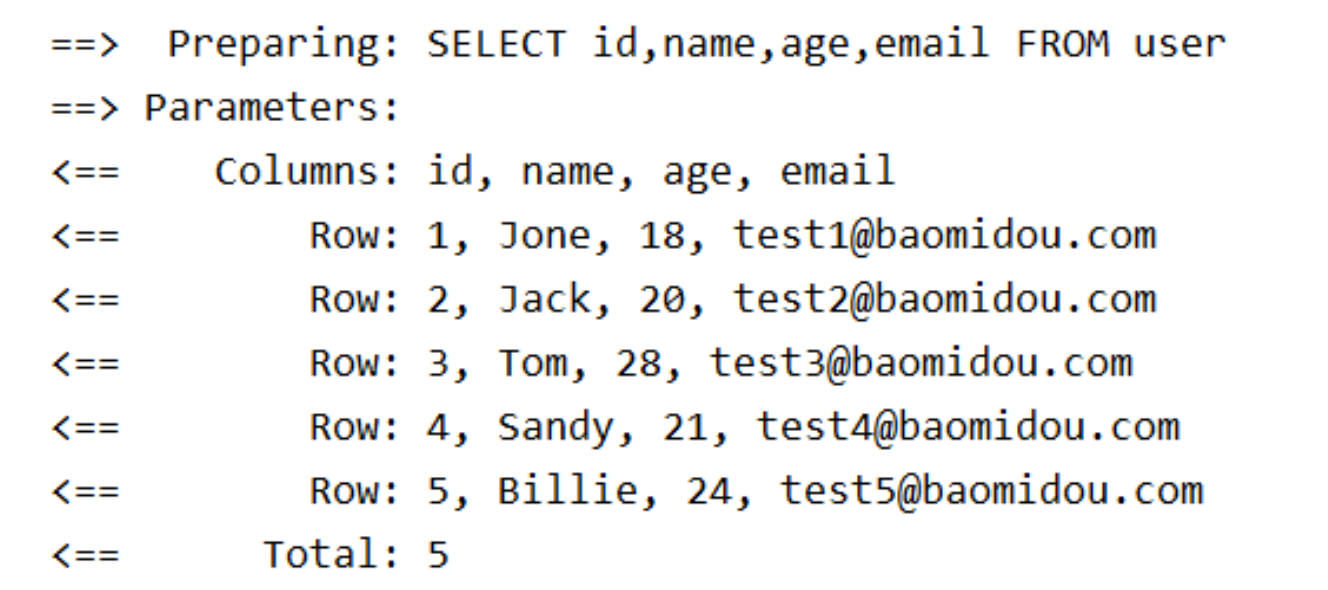 ==>  Preparing: SELECT id,name,age,email FROM user
==> Parameters:
<==    Columns: id, name, age, email
<==        Row: 1, Jone, 18, test1@baomidou.com
<==        Row: 2, Jack, 20, test2@baomidou.com
<==        Row: 3, Tom, 28, test3@baomidou.com
<==        Row: 4, Sandy, 21, test4@baomidou.com
<==        Row: 5, Billie, 24, test5@baomidou.com
<==      Total: 5